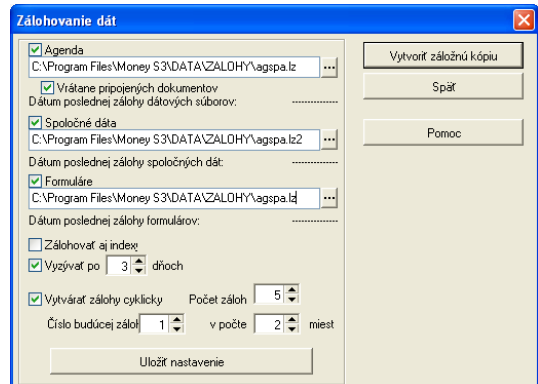 Zálohovanie dát
Agenda
C:\Program Files\Money S3\DATA\ZALOHY\agspa.lz
...
Vrátane pripojených dokumentov
Dátum poslednej zálohy dátových súborov: ---------------
Spoločné dáta
C:\Program Files\Money S3\DATA\ZALOHY\agspa.lz2
...
Dátum poslednej zálohy spoločných dát: ---------------
Formuláre
C:\Program Files\Money S3\DATA\ZALOHY\agspa.lz
...
Dátum poslednej zálohy formulárov: ---------------
Zálohovať aj indexy
Vyzývať po 3 dňoch
Vytvárať zálohy cyklicky Počet záloh 5
Číslo budúcej zálol 1 v počte 2 miest
Uložiť nastavenie
Vytvoriť záložnú kópiu
Späť
Pomoc